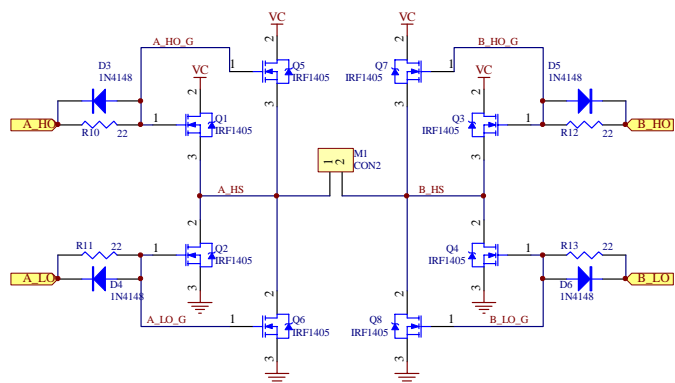 VC
VC
2
2
A_HO_G
B_HO_G
1
Q5
IRF1405
Q7
IRF1405
1
D3
1N4148
VC
VC
D5
1N4148
3
3
2
2
A_HO
R10
22
1
Q1
IRF1405
Q3
IRF1405
1
R12
22
B_HO
3
3
M1
CON2
1
2
A_HS
B_HS
2
2
R11
22
1
Q2
IRF1405
Q4
IRF1405
1
R13
22
A_LO
D4
1N4148
3
3
D6
1N4148
B_LO
2
2
A_LO_G
1
Q6
IRF1405
Q8
IRF1405
1
B_LO_G
3
3